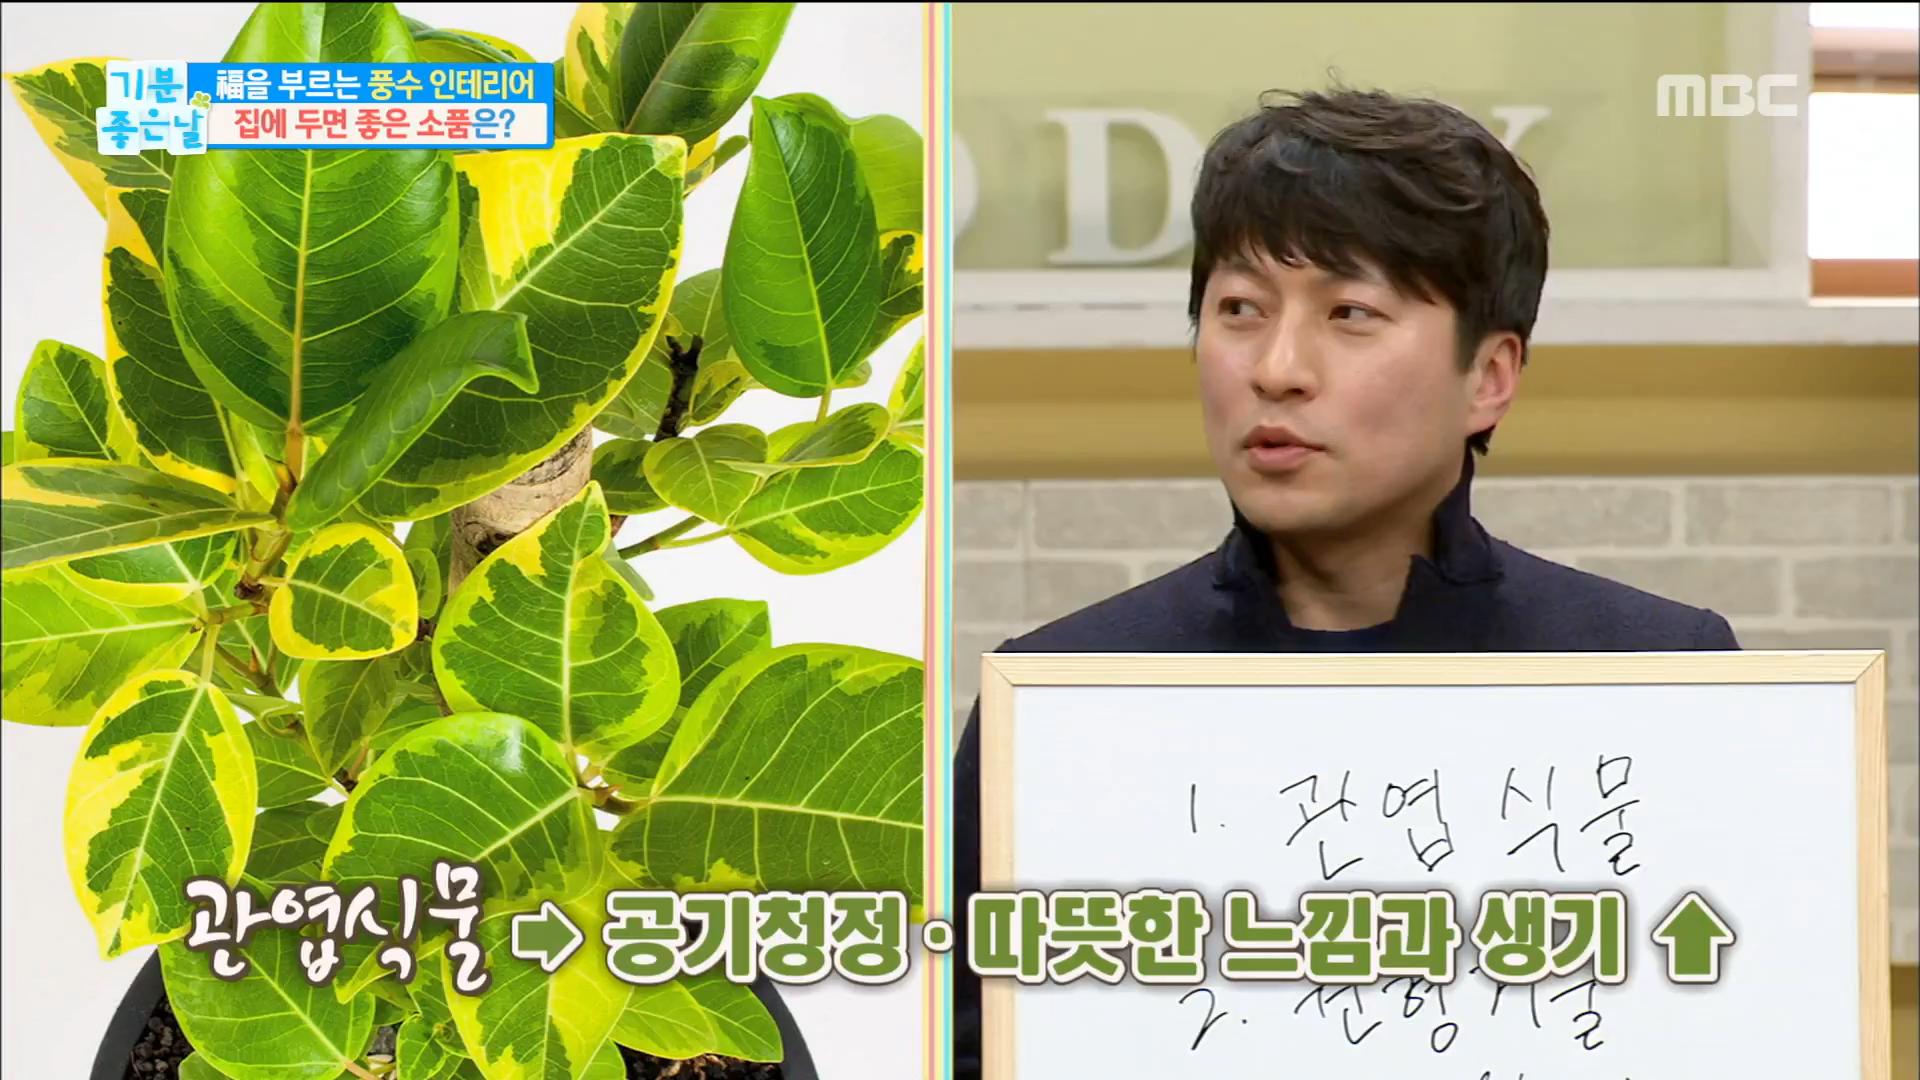 기분
좋은날
福을 부르는 풍수 인테리어
집에 두면 좋은 소품은?
MBC
D Y
1. 관엽식물
관엽식물 → 공기청정·따뜻한 느낌과 생기 ↑
2.